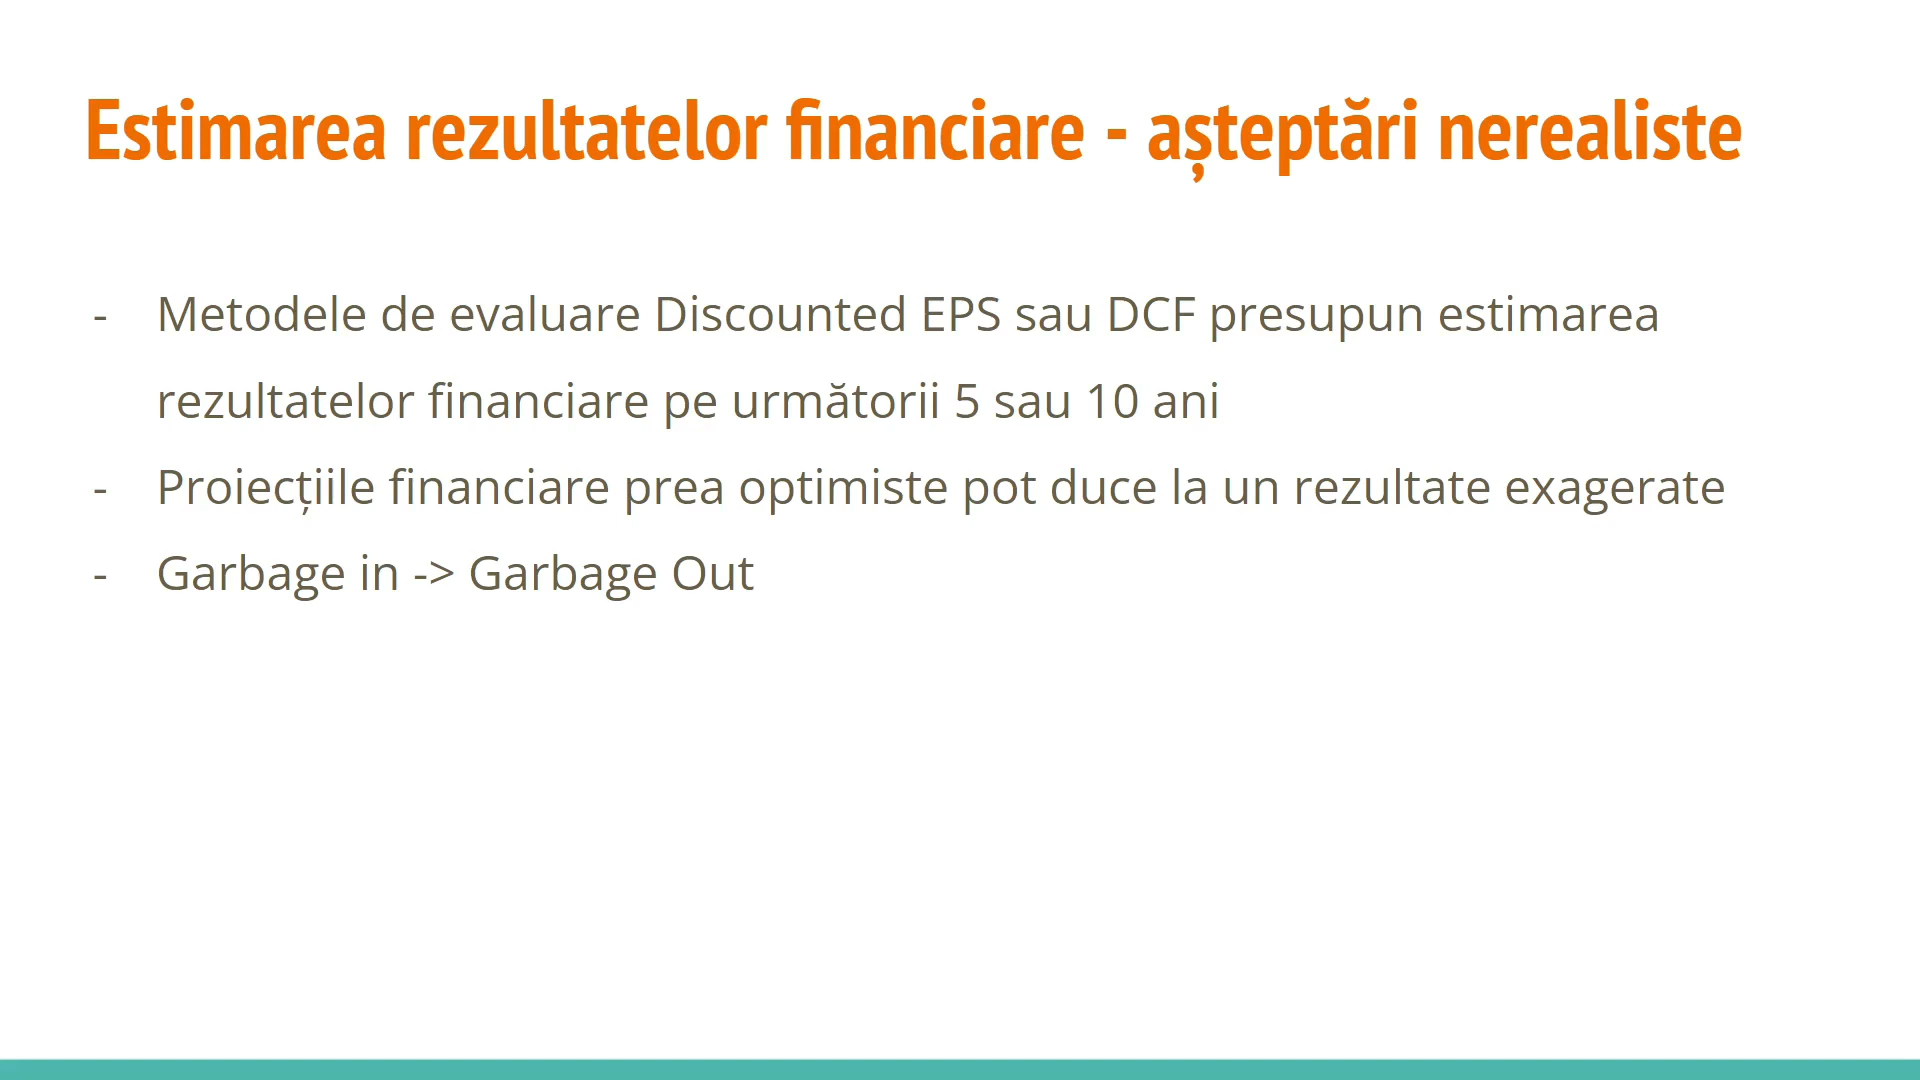 Estimarea rezultatelor financiare - așteptări nerealiste
- Metodele de evaluare Discounted EPS sau DCF presupun estimarea
rezultatelor financiare pe următorii 5 sau 10 ani
- Proiecțiile financiare prea optimiste pot duce la un rezultate exagerate
- Garbage in -> Garbage Out